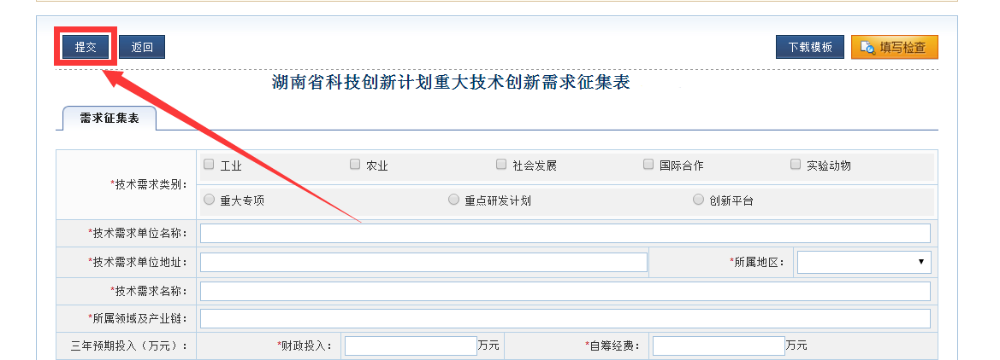 提交 返回 下载模板 填写检查
湖南省科技创新计划重大技术创新需求征集表
需求征集表
*技术需求类别：
工业 农业 社会发展 国际合作 实验动物
重大专项 重点研发计划 创新平台
*技术需求单位名称：
*技术需求单位地址： *所属地区：
*技术需求名称：
*所属领域及产业链：
三年预期投入（万元）： *财政投入： 万元 *自筹经费： 万元